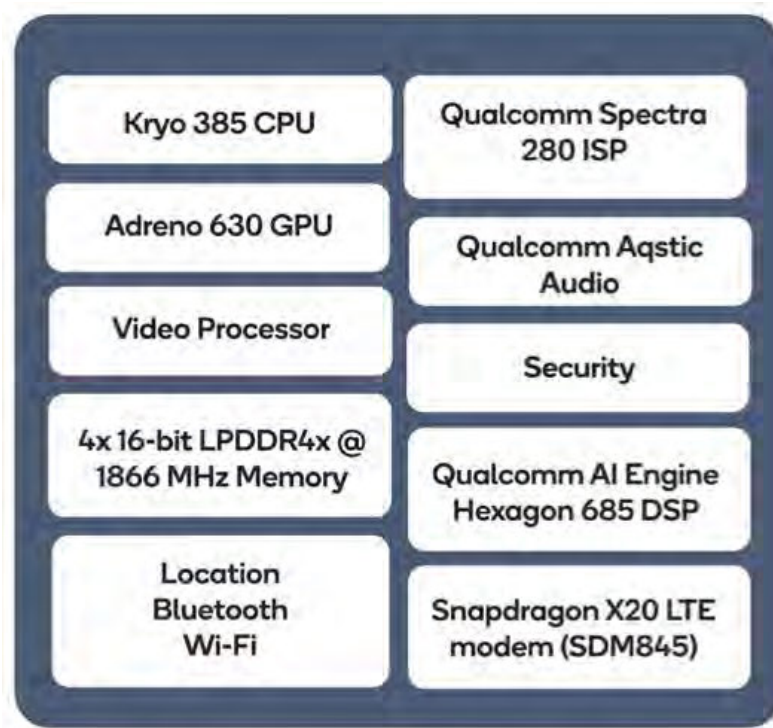 Kryo 385 CPU
Adreno 630 GPU
Video Processor
4x 16-bit LPDDR4x @
1866 MHz Memory
Location
Bluetooth
Wi-Fi
Qualcomm Spectra
280 ISP
Qualcomm Aqstic
Audio
Security
Qualcomm AI Engine
Hexagon 685 DSP
Snapdragon X20 LTE
modem (SDM845)